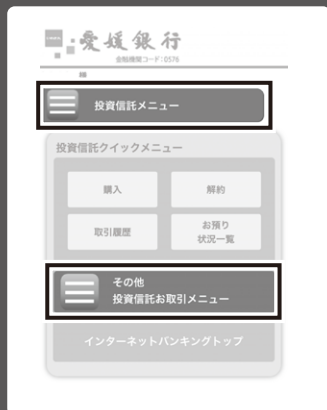 愛媛銀行
金融機関コード:0576
投資信託メニュー
投資信託クイックメニュー
購入
解約
取引履歴
お預り
状況一覧
その他
投資信託お取引メニュー
インターネットバンキングトップ